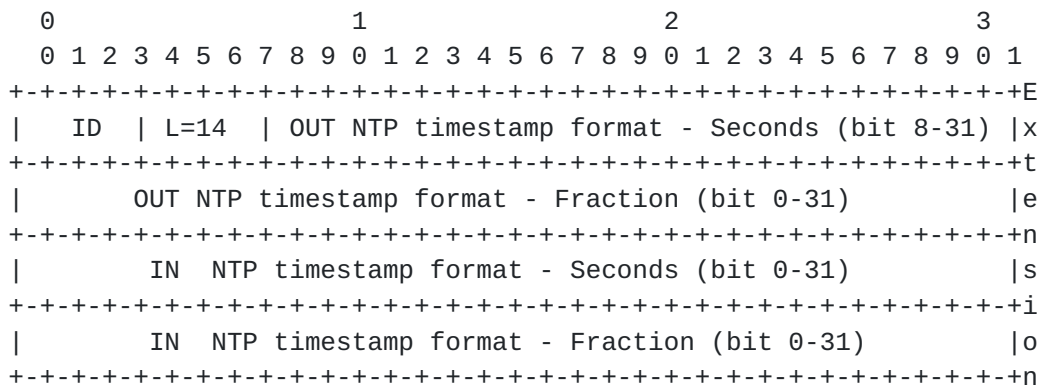 0                   1                   2                   3
 0 1 2 3 4 5 6 7 8 9 0 1 2 3 4 5 6 7 8 9 0 1 2 3 4 5 6 7 8 9 0 1
+-+-+-+-+-+-+-+-+-+-+-+-+-+-+-+-+-+-+-+-+-+-+-+-+-+-+-+-+-+-+-+-+E
|   ID  | L=14  | OUT NTP timestamp format - Seconds (bit 8-31) |x
+-+-+-+-+-+-+-+-+-+-+-+-+-+-+-+-+-+-+-+-+-+-+-+-+-+-+-+-+-+-+-+-+t
|       OUT NTP timestamp format - Fraction (bit 0-31)          |e
+-+-+-+-+-+-+-+-+-+-+-+-+-+-+-+-+-+-+-+-+-+-+-+-+-+-+-+-+-+-+-+-+n
|        IN  NTP timestamp format - Seconds (bit 0-31)          |s
+-+-+-+-+-+-+-+-+-+-+-+-+-+-+-+-+-+-+-+-+-+-+-+-+-+-+-+-+-+-+-+-+i
|        IN  NTP timestamp format - Fraction (bit 0-31)         |o
+-+-+-+-+-+-+-+-+-+-+-+-+-+-+-+-+-+-+-+-+-+-+-+-+-+-+-+-+-+-+-+-+n